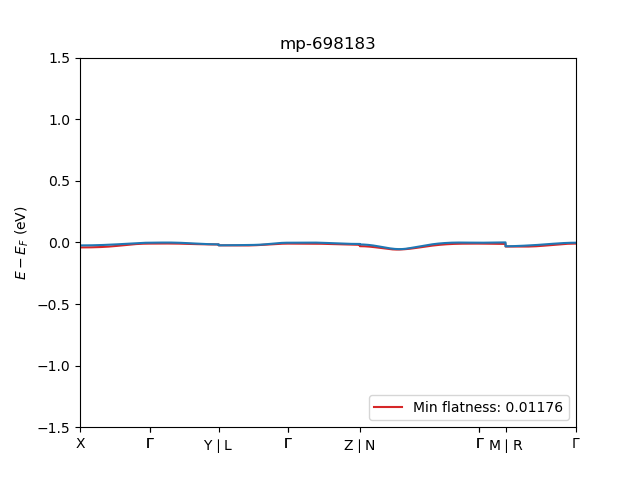 mp-698183
1.5
1.0
0.5
0.0
−0.5
−1.0
−1.5
E − E_F (eV)
Min flatness: 0.01176
X Γ Y | L Γ Z | N Γ M | R Γ